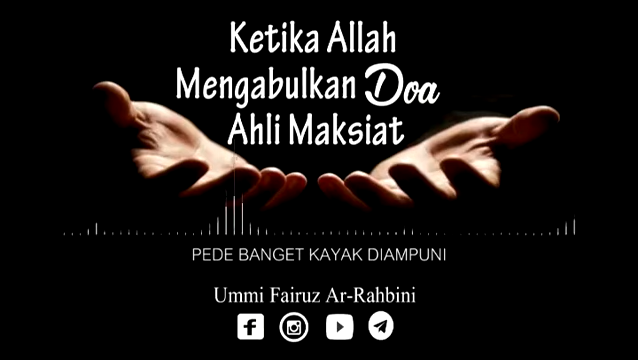 Ketika Allah
Mengabulkan Doa
Ahli Maksiat
PEDE BANGET KAYAK DIAMPUNI
Ummi Fairuz Ar-Rahbini